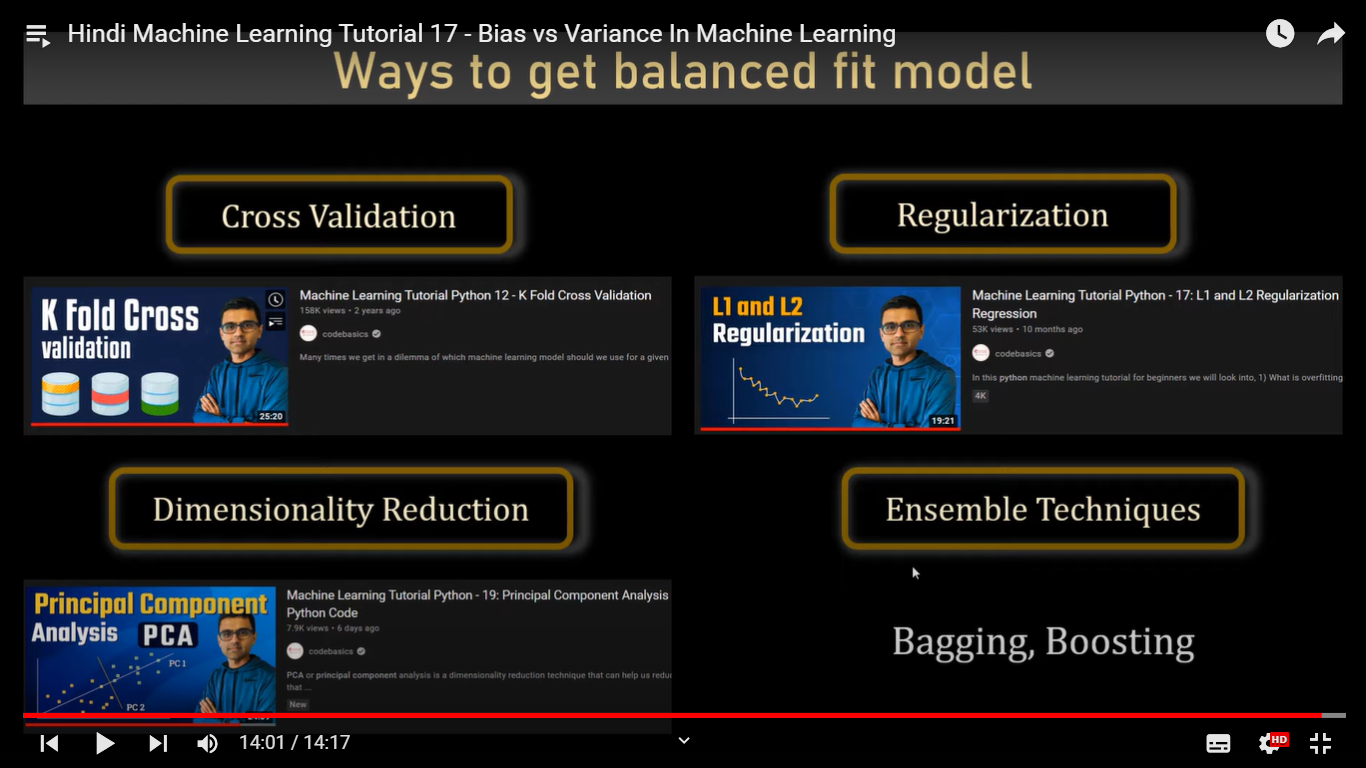 Hindi Machine Learning Tutorial 17 - Bias vs Variance In Machine Learning
Ways to get balanced fit model
Cross Validation
Regularization
K Fold Cross
validation
25:20
Machine Learning Tutorial Python 12 - K Fold Cross Validation
158K views • 2 years ago
codebasics
Many times we get in a dilemma of which machine learning model should we use for a given
L1 and L2
Regularization
19:21
Machine Learning Tutorial Python - 17: L1 and L2 Regularization
Regression
53K views • 10 months ago
codebasics
In this python machine learning tutorial for beginners we will look into, 1) What is overfitting
4K
Dimensionality Reduction
Ensemble Techniques
Principal Component
Analysis PCA
PC 1
PC 2
Machine Learning Tutorial Python - 19: Principal Component Analysis
Python Code
7.9K views • 6 days ago
codebasics
PCA or principal component analysis is a dimensionality reduction technique that can help us
that ...
New
Bagging, Boosting
14:01 / 14:17
HD